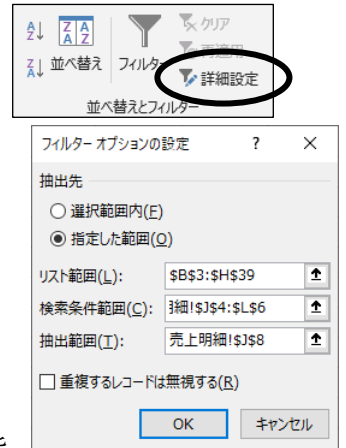 クリア
並べ替え
フィルター
再適用
詳細設定
並べ替えとフィルター
フィルター オプションの設定 ? ×
抽出先
選択範囲内(F)
指定した範囲(O)
リスト範囲(L): $B$3:$H$39
検索条件範囲(C): 細!$J$4:$L$6
抽出範囲(T): 売上明細!$J$8
重複するレコードは無視する(R)
OK キャンセル